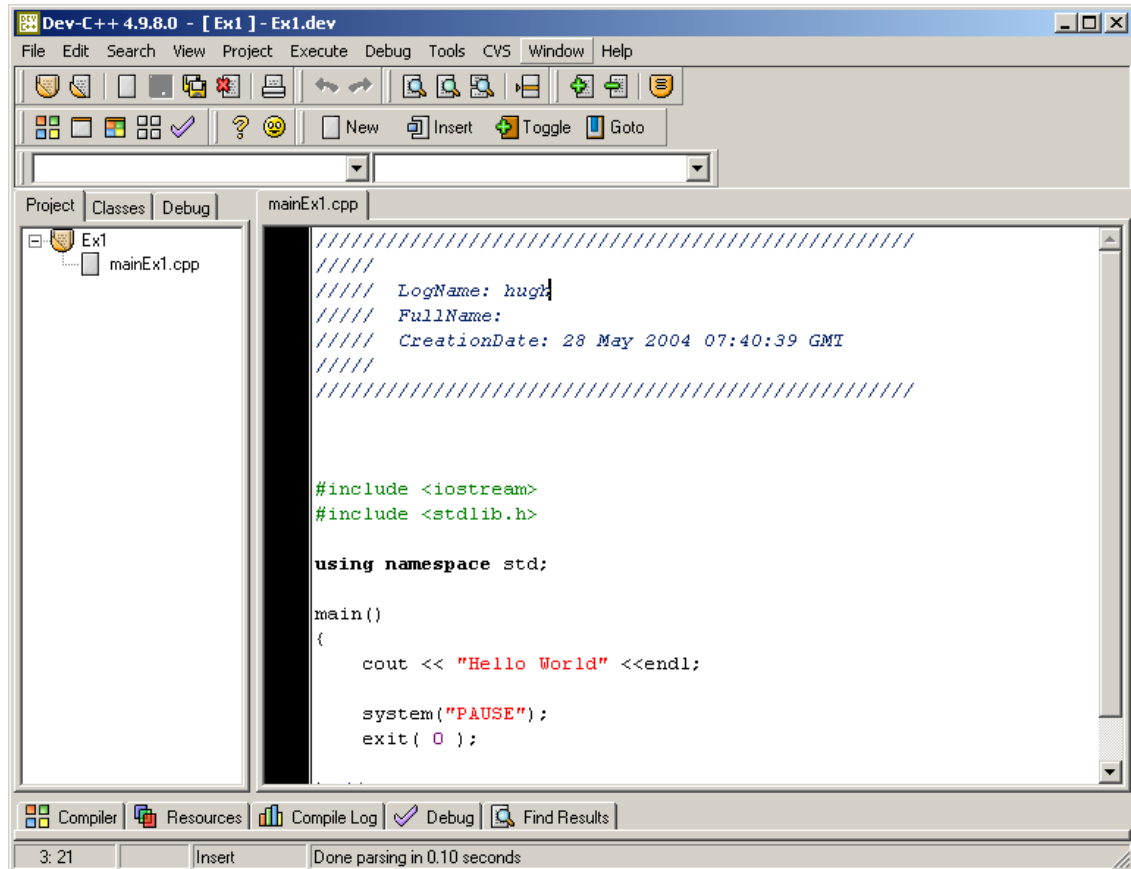 Dev-C++ 4.9.8.0 - [ Ex1 ] - Ex1.dev
File Edit Search View Project Execute Debug Tools CVS Window Help
New Insert Toggle Goto
Project Classes Debug
mainEx1.cpp
Ex1
mainEx1.cpp
///////////////////////////////////////////////////
/////
///// LogName: hugh
///// FullName:
///// CreationDate: 28 May 2004 07:40:39 GMT
/////
///////////////////////////////////////////////////
#include <iostream>
#include <stdlib.h>
using namespace std;
main()
{
cout << "Hello World" <<endl;
system("PAUSE");
exit( 0 );
Compiler Resources Compile Log Debug Find Results
3: 21 Insert Done parsing in 0.10 seconds